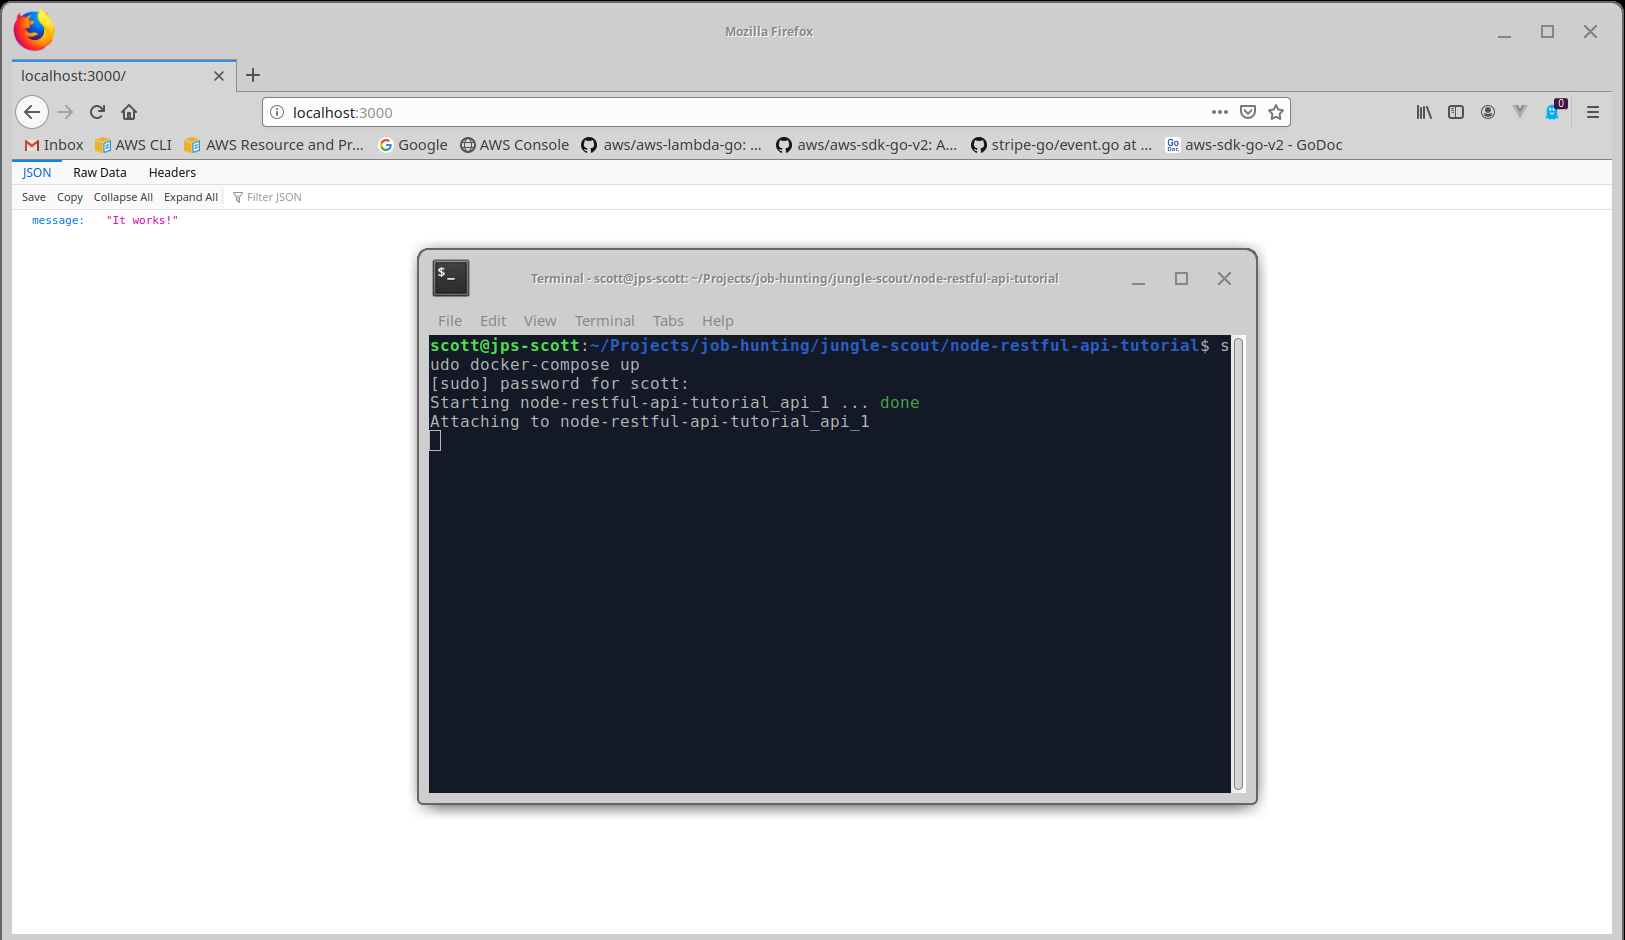 Mozilla Firefox
localhost:3000/
localhost:3000
0
Inbox AWS CLI AWS Resource and Pr... Google AWS Console aws/aws-lambda-go: ... aws/aws-sdk-go-v2: A... stripe-go/event.go at ... Go Doc aws-sdk-go-v2 - GoDoc
JSON Raw Data Headers
Save Copy Collapse All Expand All Filter JSON
message: "It works!"
$_
Terminal - scott@jps-scott: ~/Projects/job-hunting/jungle-scout/node-restful-api-tutorial
File Edit View Terminal Tabs Help
scott@jps-scott:~/Projects/job-hunting/jungle-scout/node-restful-api-tutorial$ s
udo docker-compose up
[sudo] password for scott:
Starting node-restful-api-tutorial_api_1 ... done
Attaching to node-restful-api-tutorial_api_1